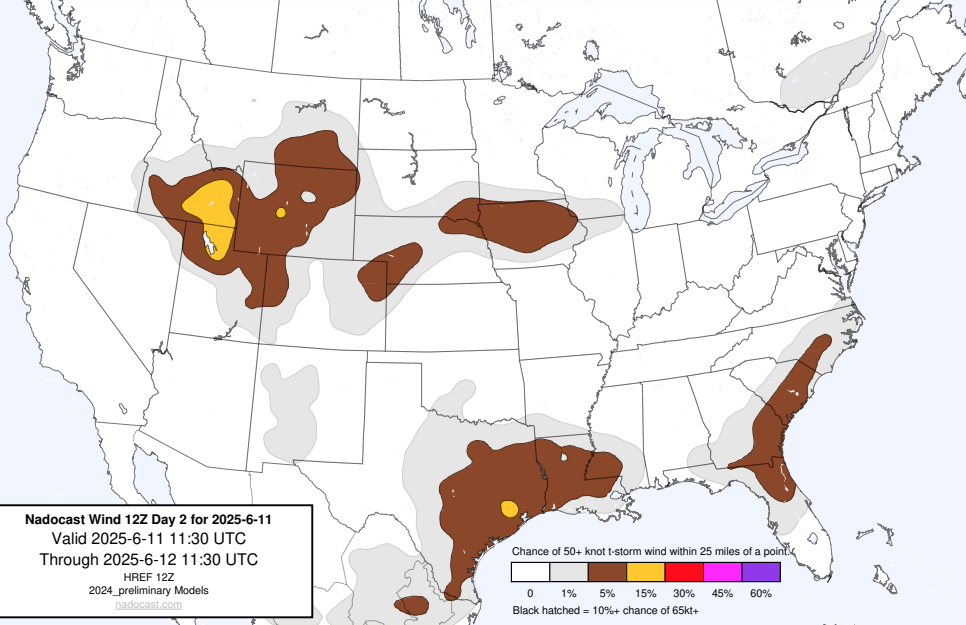 Nadocast Wind 12Z Day 2 for 2025-6-11
Valid 2025-6-11 11:30 UTC
Through 2025-6-12 11:30 UTC
HREF 12Z
2024_preliminary Models
nadocast.com
Chance of 50+ knot t-storm wind within 25 miles of a point.
0 1% 5% 15% 30% 45% 60%
Black hatched = 10%+ chance of 65kt+